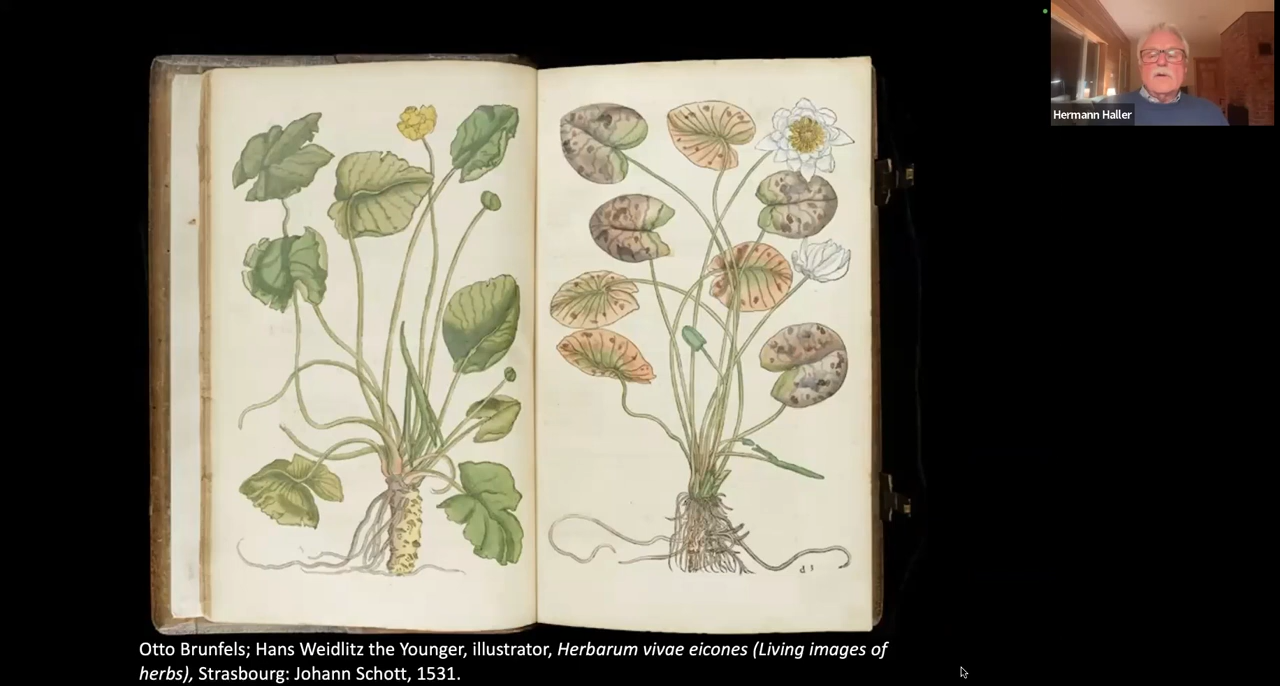 Hermann Haller
Otto Brunfels; Hans Weidlitz the Younger, illustrator, Herbarum vivae eicones (Living images of
herbs), Strasbourg: Johann Schott, 1531.